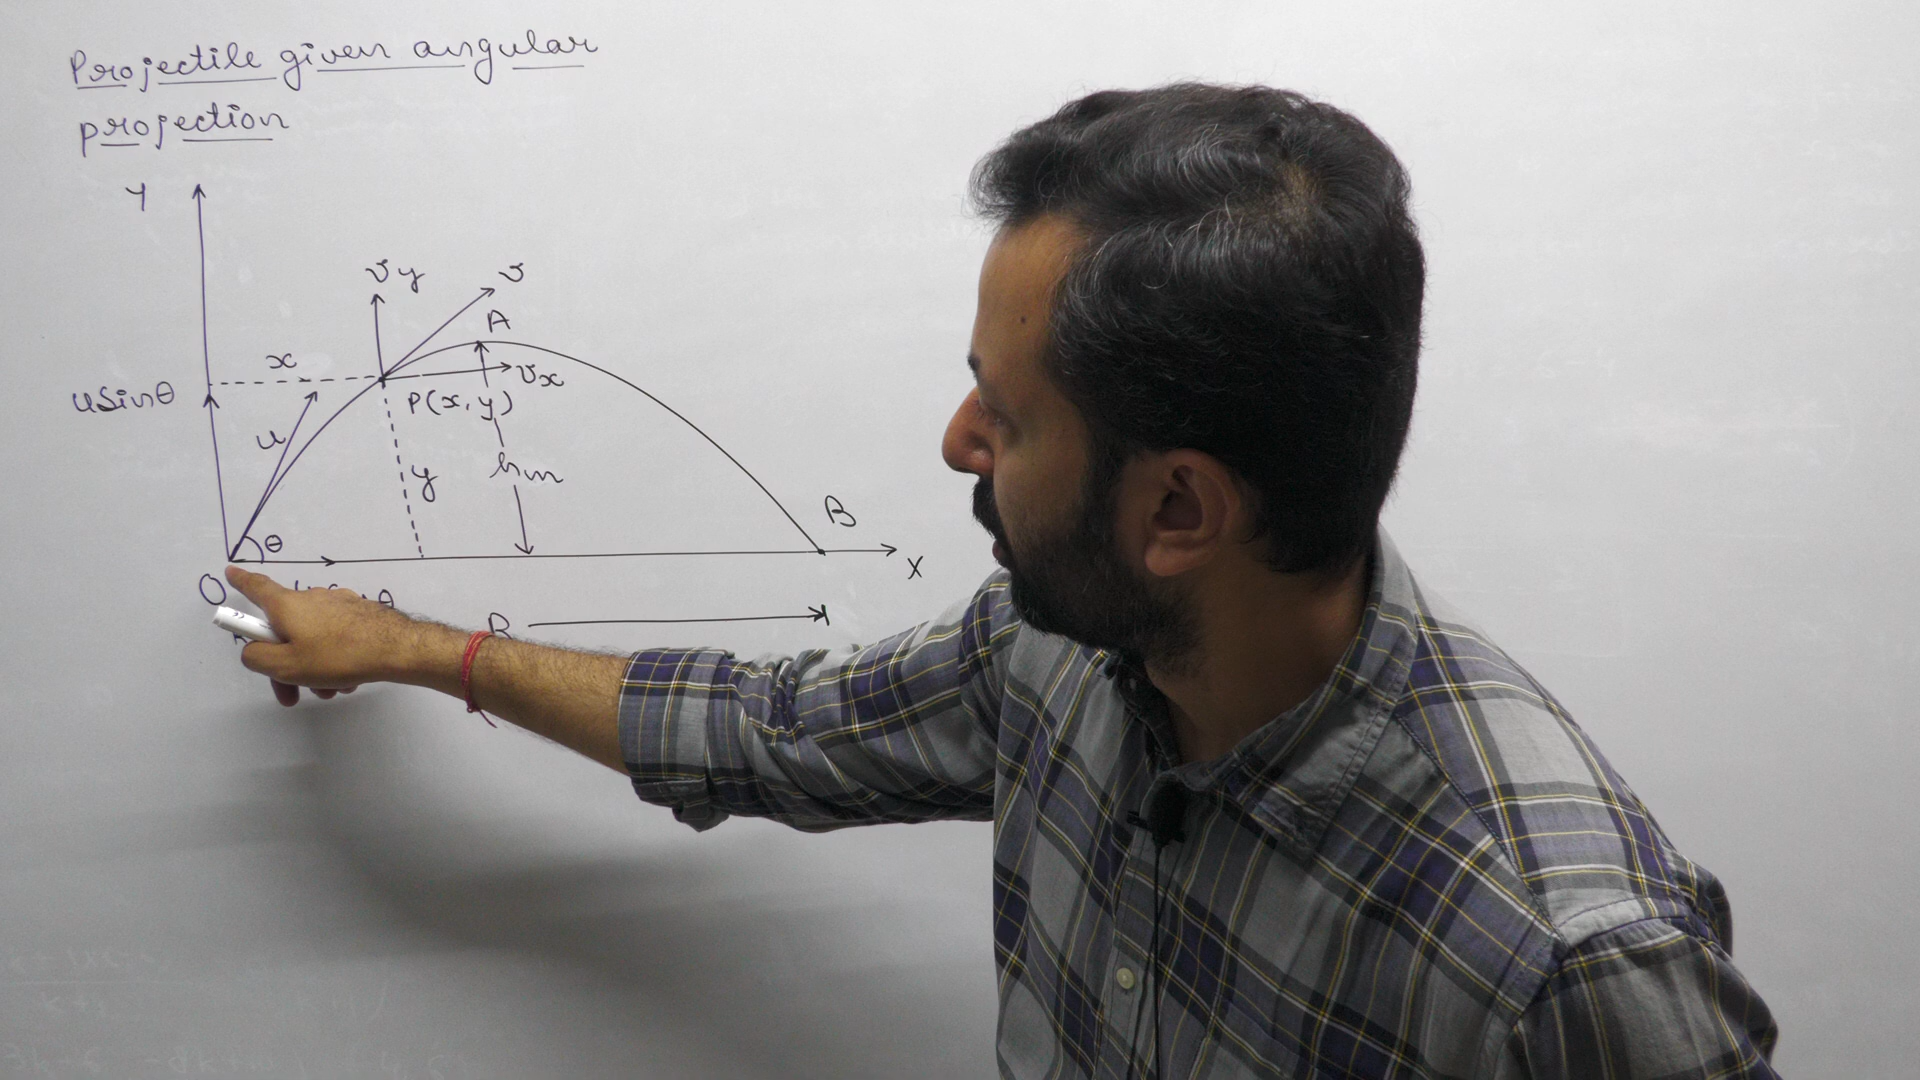 Projectile given angular
projection
Y
vy
v
A
x
vx
usinθ
P(x,y)
u
y
hm
B
θ
X
O
R